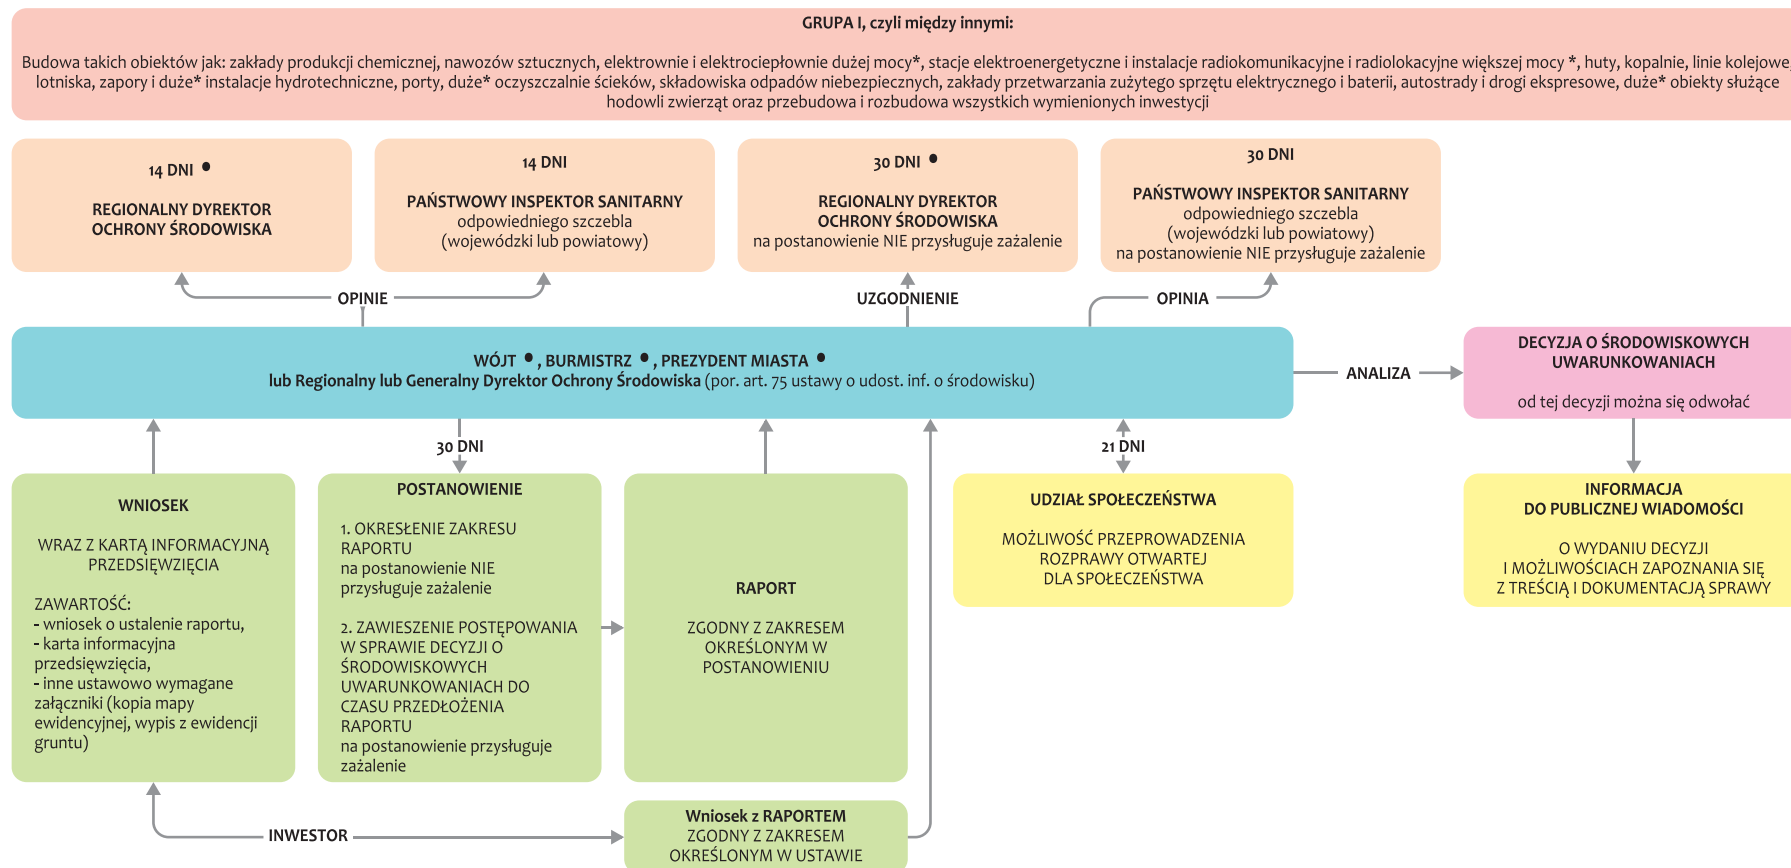 GRUPA I, czyli między innymi:
Budowa takich obiektów jak: zakłady produkcji chemicznej, nawozów sztucznych, elektrownie i elektrociepłownie dużej mocy*, stacje elektroenergetyczne i instalacje radiokomunikacyjne i radiolokacyjne większej mocy *, huty, kopalnie, linie kolejowe,
lotniska, zapory i duże* instalacje hydrotechniczne, porty, duże* oczyszczalnie ścieków, składowiska odpadów niebezpiecznych, zakłady przetwarzania zużytego sprzętu elektrycznego i baterii, autostrady i drogi ekspresowe, duże* obiekty służące
hodowli zwierząt oraz przebudowa i rozbudowa wszystkich wymienionych inwestycji
14 DNI •
REGIONALNY DYREKTOR
OCHRONY ŚRODOWISKA
14 DNI
PAŃSTWOWY INSPEKTOR SANITARNY
odpowiedniego szczebla
(wojewódzki lub powiatowy)
30 DNI •
REGIONALNY DYREKTOR
OCHRONY ŚRODOWISKA
na postanowienie NIE przysługuje zażalenie
30 DNI
PAŃSTWOWY INSPEKTOR SANITARNY
odpowiedniego szczebla
(wojewódzki lub powiatowy)
na postanowienie NIE przysługuje zażalenie
OPINIE
UZGODNIENIE
OPINIA
WÓJT •, BURMISTRZ •, PREZYDENT MIASTA •
lub Regionalny lub Generalny Dyrektor Ochrony Środowiska (por. art. 75 ustawy o udost. inf. o środowisku)
ANALIZA
DECYZJA O ŚRODOWISKOWYCH
UWARUNKOWANIACH
od tej decyzji można się odwołać
30 DNI
21 DNI
WNIOSEK
WRAZ Z KARTĄ INFORMACYJNĄ
PRZEDSIĘWZIĘCIA
ZAWARTOŚĆ:
- wniosek o ustalenie raportu,
- karta informacyjna
przedsięwzięcia,
- inne ustawowo wymagane
załączniki (kopia mapy
ewidencyjnej, wypis z ewidencji
gruntu)
POSTANOWIENIE
1. OKRESŁENIE ZAKRESU
RAPORTU
na postanowienie NIE
przysługuje zażalenie
2. ZAWIESZENIE POSTĘPOWANIA
W SPRAWIE DECYZJI O
ŚRODOWISKOWYCH
UWARUNKOWANIACH DO
CZASU PRZEDŁOŻENIA
RAPORTU
na postanowienie przysługuje
zażalenie
RAPORT
ZGODNY Z ZAKRESEM
OKREŚLONYM W
POSTANOWIENIU
UDZIAŁ SPOŁECZEŃSTWA
MOŻLIWOŚĆ PRZEPROWADZENIA
ROZPRAWY OTWARTEJ
DLA SPOŁECZEŃSTWA
INFORMACJA
DO PUBLICZNEJ WIADOMOŚCI
O WYDANIU DECYZJI
I MOŻLIWOŚCIACH ZAPOZNANIA SIĘ
Z TREŚCIĄ I DOKUMENTACJĄ SPRAWY
INWESTOR
Wniosek z RAPORTEM
ZGODNY Z ZAKRESEM
OKREŚLONYM W USTAWIE